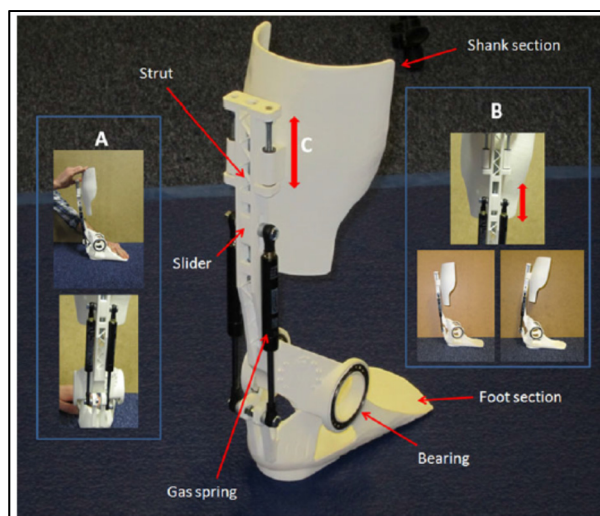 Shank section
Strut
A
B
C
Slider
Foot section
Bearing
Gas spring